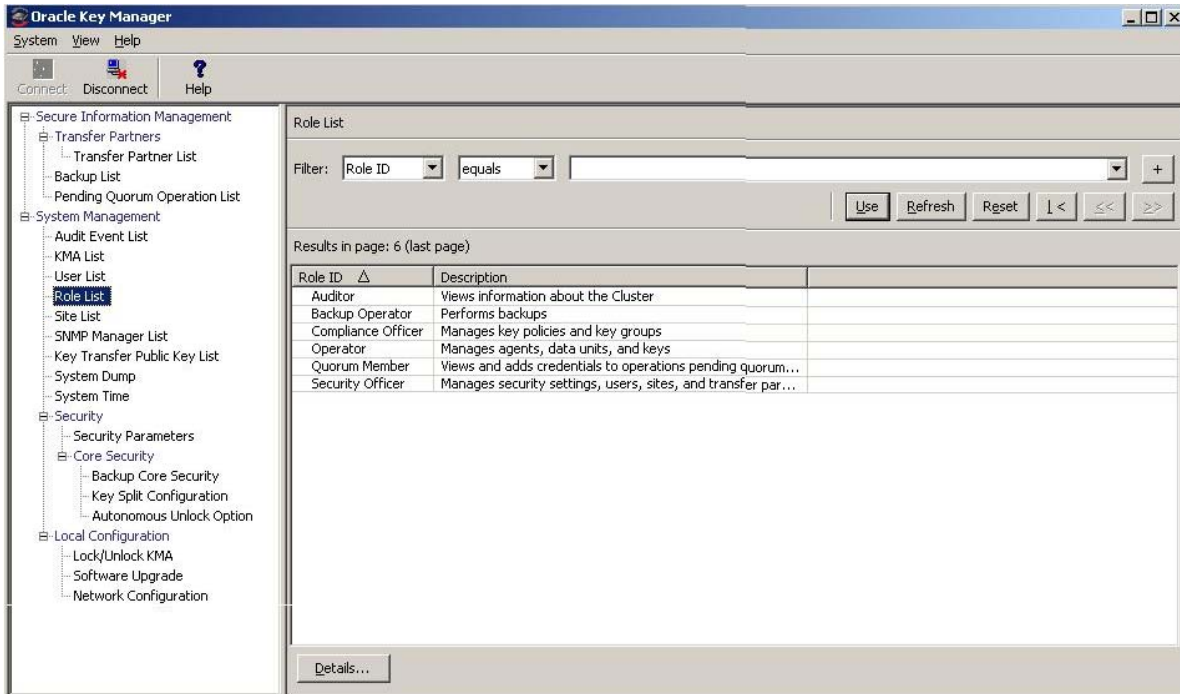 Oracle Key Manager
System View Help
Connect Disconnect Help
Secure Information Management
Transfer Partners
Transfer Partner List
Backup List
Pending Quorum Operation List
System Management
Audit Event List
KMA List
User List
Role List
Site List
SNMP Manager List
Key Transfer Public Key List
System Dump
System Time
Security
Security Parameters
Core Security
Backup Core Security
Key Split Configuration
Autonomous Unlock Option
Local Configuration
Lock/Unlock KMA
Software Upgrade
Network Configuration
Role List
Filter: Role ID equals +
Use Refresh Reset |< << >>
Results in page: 6 (last page)
Role ID Description
Auditor Views information about the Cluster
Backup Operator Performs backups
Compliance Officer Manages key policies and key groups
Operator Manages agents, data units, and keys
Quorum Member Views and adds credentials to operations pending quorum...
Security Officer Manages security settings, users, sites, and transfer par...
Details...